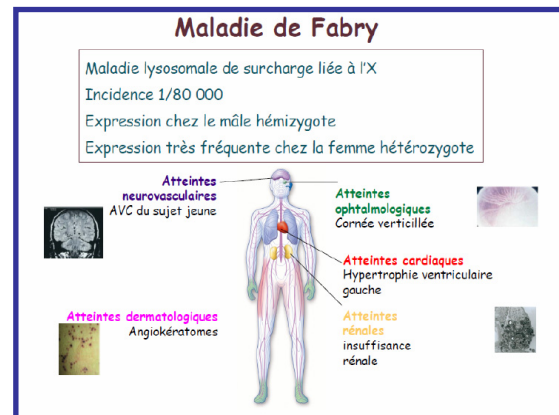 Maladie de Fabry
Maladie lysosomale de surcharge liée à l'X
Incidence 1/80 000
Expression chez le mâle hémizygote
Expression très fréquente chez la femme hétérozygote
Atteintes
neurovasculaires
AVC du sujet jeune
Atteintes
ophtalmologiques
Cornée verticillée
Atteintes cardiaques
Hypertrophie ventriculaire
gauche
Atteintes dermatologiques
Angiokératomes
Atteintes
rénales
insuffisance
rénale